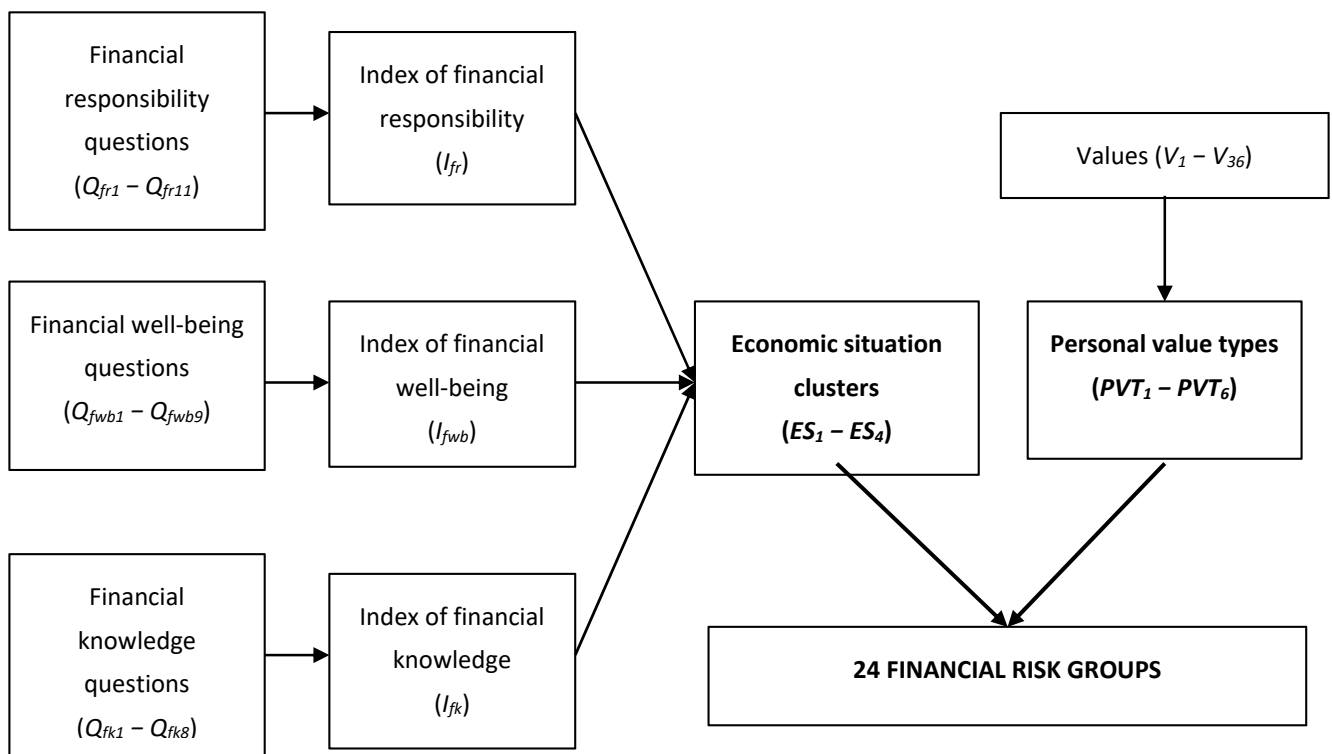 Financial
responsibility
questions
(Qfr1 − Qfr11)
Index of financial
responsibility
(Ifr)
Values (V1 − V36)
Financial well-being
questions
(Qfwb1 − Qfwb9)
Index of financial
well-being
(Ifwb)
Economic situation
clusters
(ES1 − ES4)
Personal value types
(PVT1 − PVT6)
Financial
knowledge
questions
(Qfk1 − Qfk8)
Index of financial
knowledge
(Ifk)
24 FINANCIAL RISK GROUPS